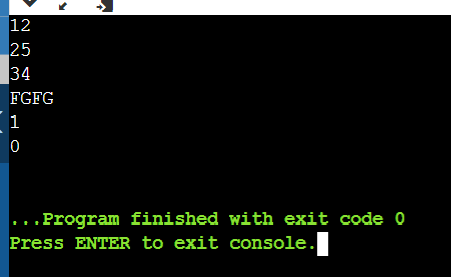 12
25
34
FGFG
1
0
...Program finished with exit code 0
Press ENTER to exit console.